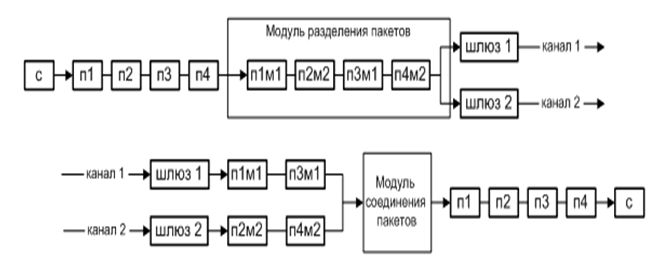 Модуль разделения пакетов
с п1 п2 п3 п4 п1м1 п2м2 п3м1 п4м2 шлюз 1 канал 1
шлюз 2 канал 2
канал 1 шлюз 1 п1м1 п3м1
Модуль
соединения
пакетов
п1 п2 п3 п4 с
канал 2 шлюз 2 п2м2 п4м2